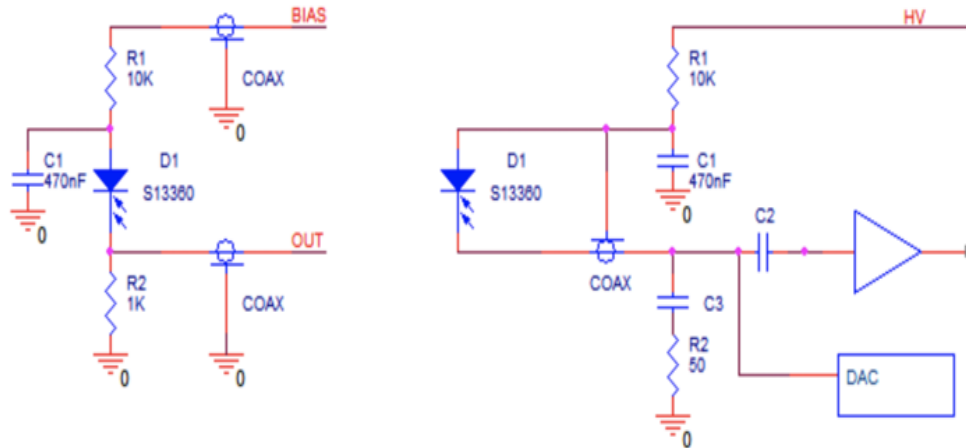 BIAS
R1
10K
COAX
0
C1
470nF
0
D1
S13360
OUT
R2
1K
COAX
0
0
HV
R1
10K
D1
S13360
C1
470nF
0
C2
COAX
C3
R2
50
DAC
0